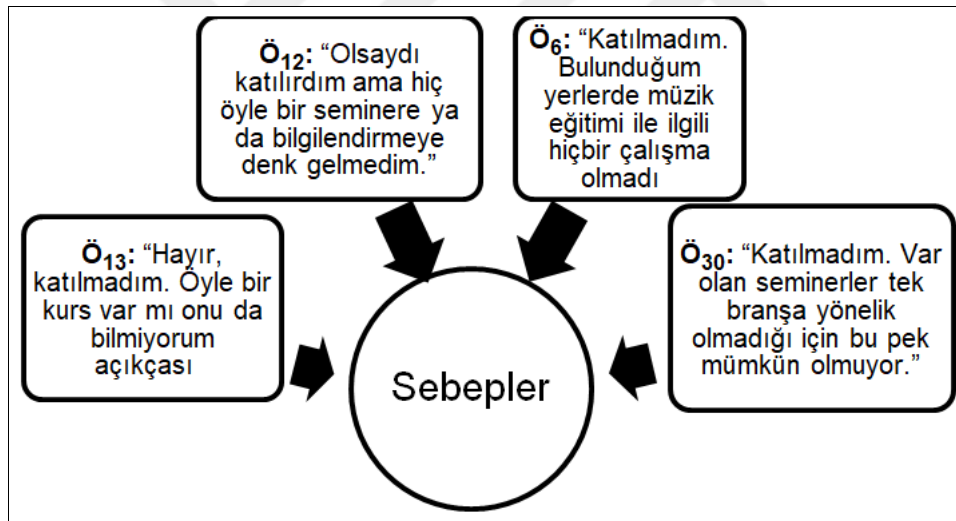 Ö12: “Olsaydı
katılırdım ama hiç
öyle bir seminere ya
da bilgilendirmeye
denk gelmedim.”
Ö6: “Katılmadım.
Bulunduğum
yerlerde müzik
eğitimi ile ilgili
hiçbir çalışma
olmadı
Ö13: “Hayır,
katılmadım. Öyle bir
kurs var mı onu da
bilmiyorum
açıkçası
Ö30: “Katılmadım. Var
olan seminerler tek
branşa yönelik
olmadığı için bu pek
mümkün olmuyor.”
Sebepler